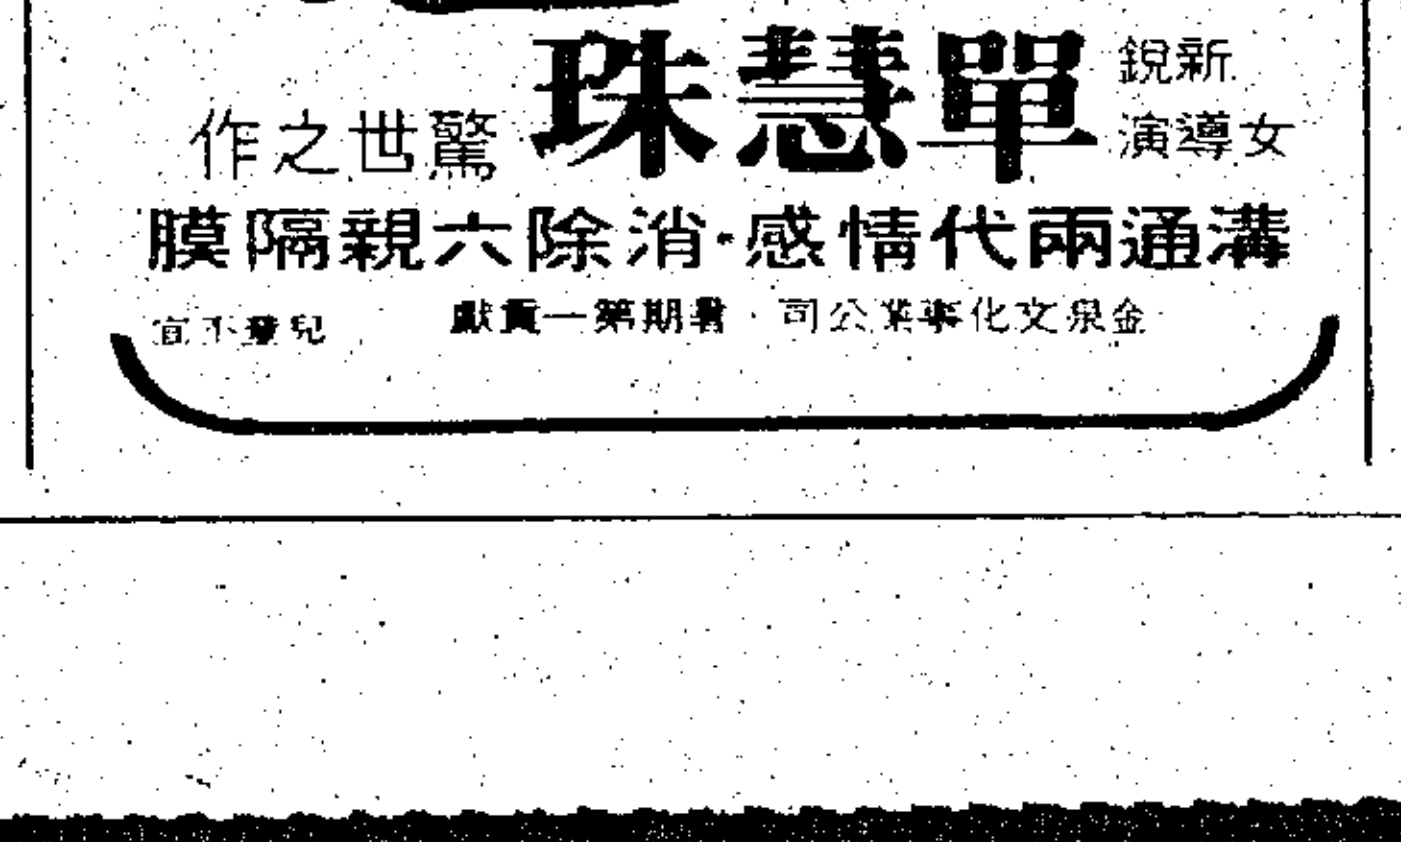 新銳
女導演
單慧珠
驚世之作
溝通兩代情感·消除六親隔膜
金泉文化事業公司·暑期第一貢獻
兒童不宜